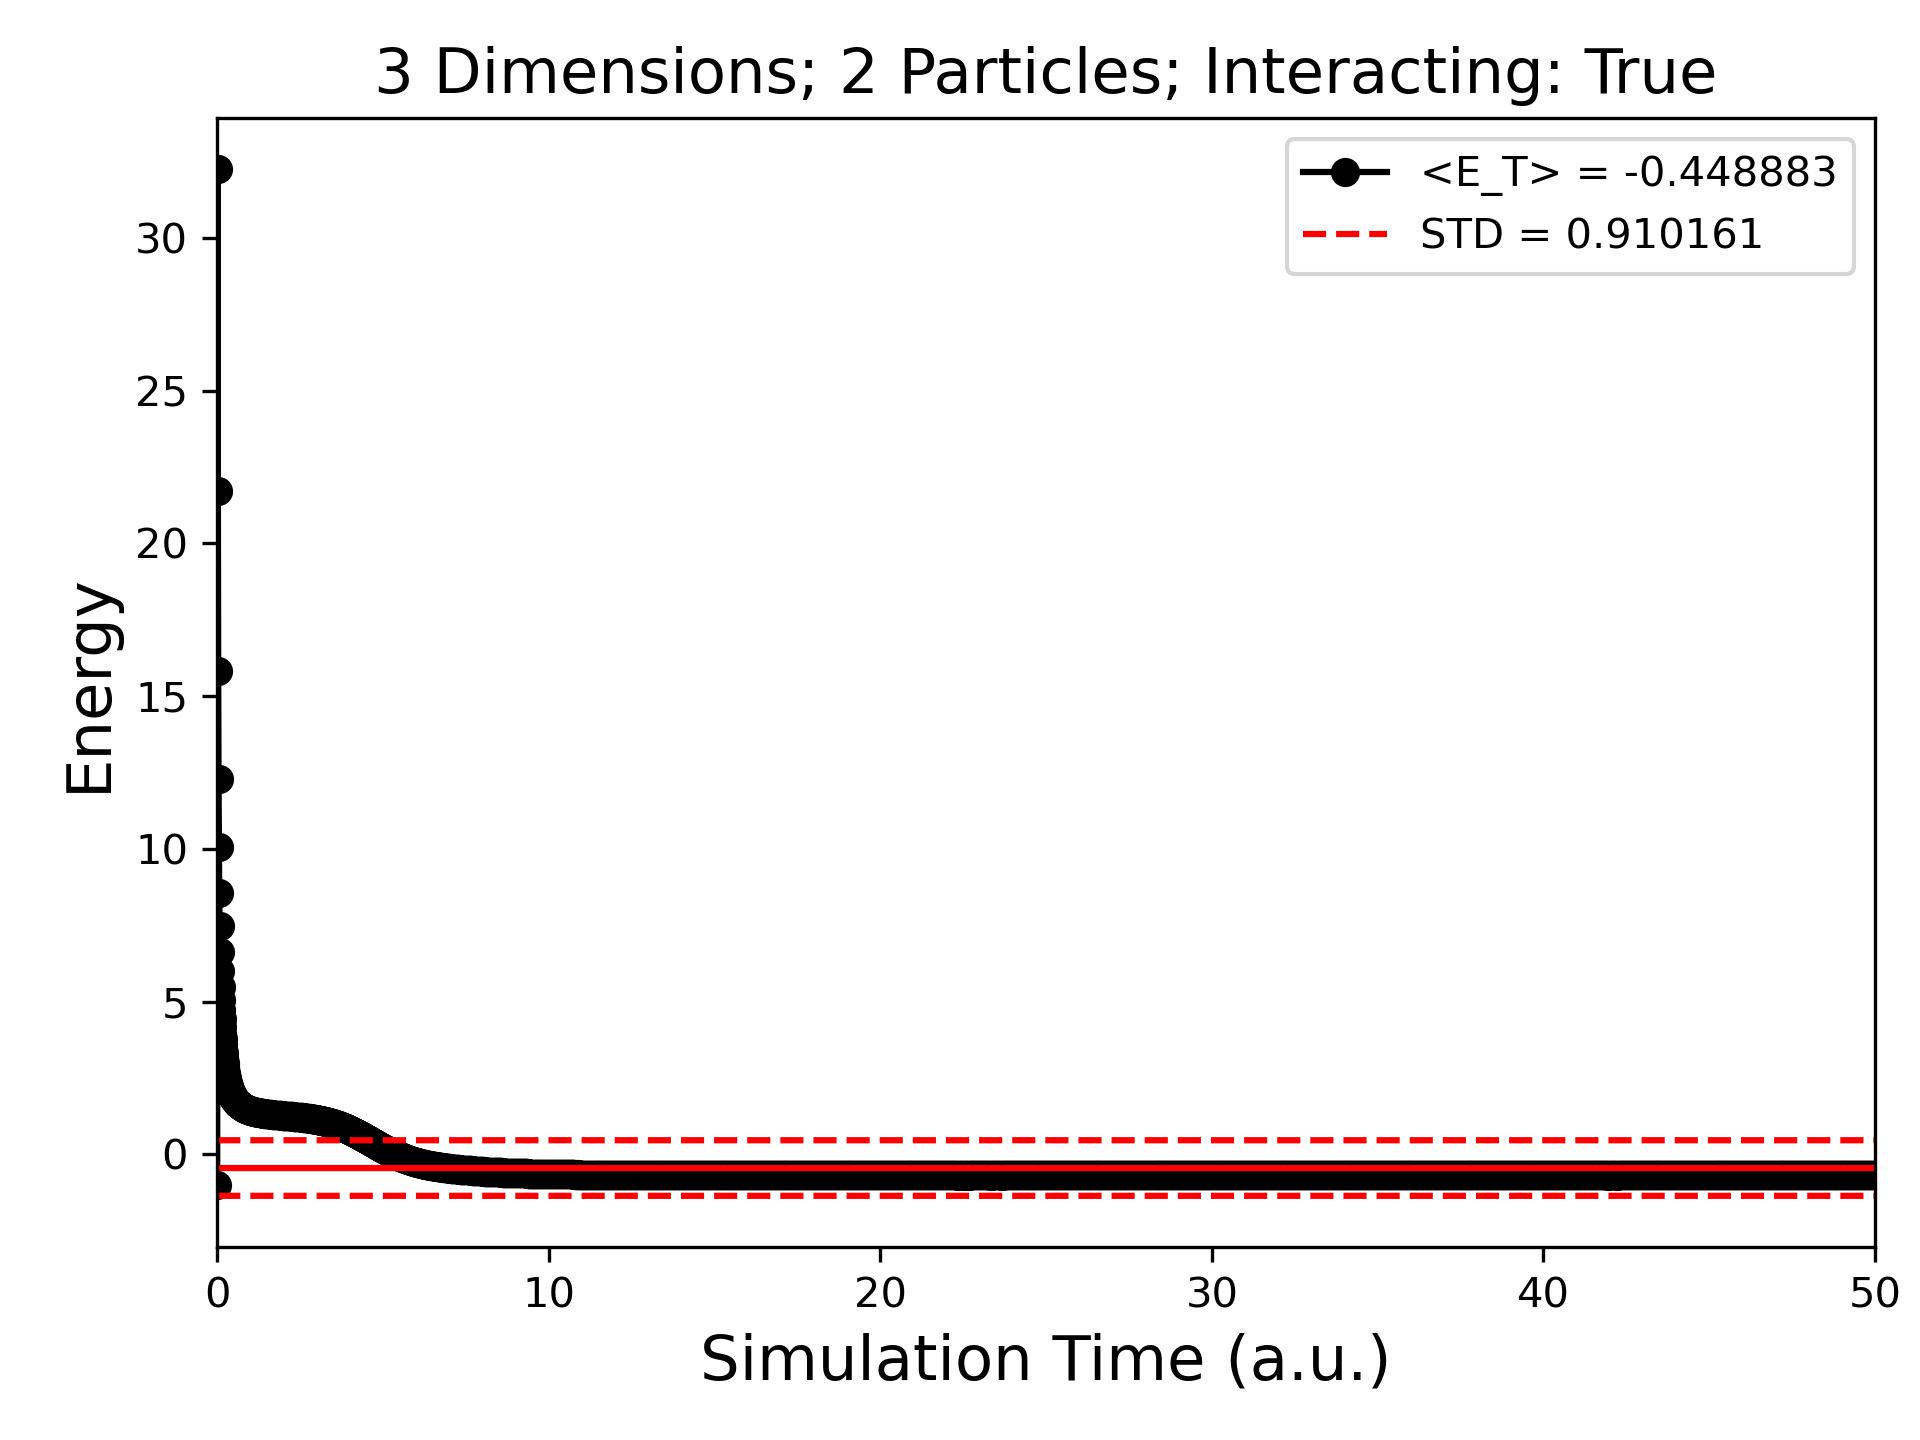 3 Dimensions; 2 Particles; Interacting: True
<E_T> = -0.448883
STD = 0.910161
Energy
30
25
20
15
10
5
0
0 10 20 30 40 50
Simulation Time (a.u.)